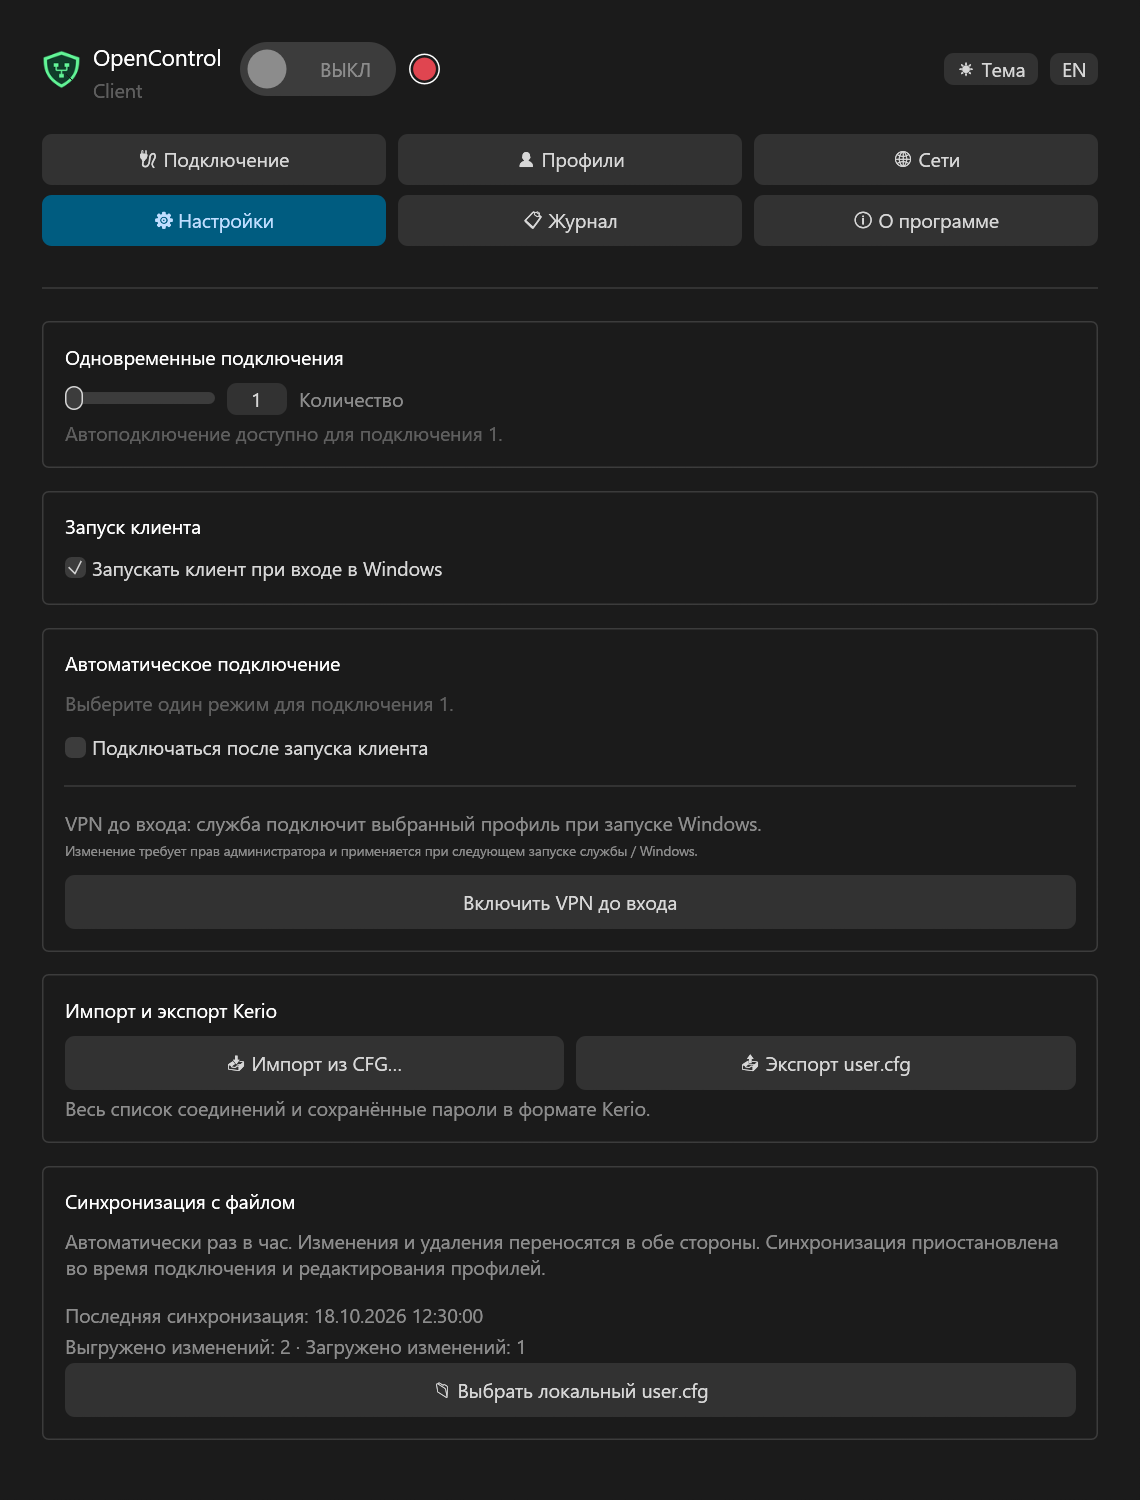 OpenControl
Client
ВЫКЛ
Тема
EN
Подключение
Профили
Сети
Настройки
Журнал
О программе
Одновременные подключения
1
Количество
Автоподключение доступно для подключения 1.
Запуск клиента
Запускать клиент при входе в Windows
Автоматическое подключение
Выберите один режим для подключения 1.
Подключаться после запуска клиента
VPN до входа: служба подключит выбранный профиль при запуске Windows.
Изменение требует прав администратора и применяется при следующем запуске службы / Windows.
Включить VPN до входа
Импорт и экспорт Kerio
Импорт из CFG...
Экспорт user.cfg
Весь список соединений и сохранённые пароли в формате Kerio.
Синхронизация с файлом
Автоматически раз в час. Изменения и удаления переносятся в обе стороны. Синхронизация приостановлена
во время подключения и редактирования профилей.
Последняя синхронизация: 18.10.2026 12:30:00
Выгружено изменений: 2 · Загружено изменений: 1
Выбрать локальный user.cfg